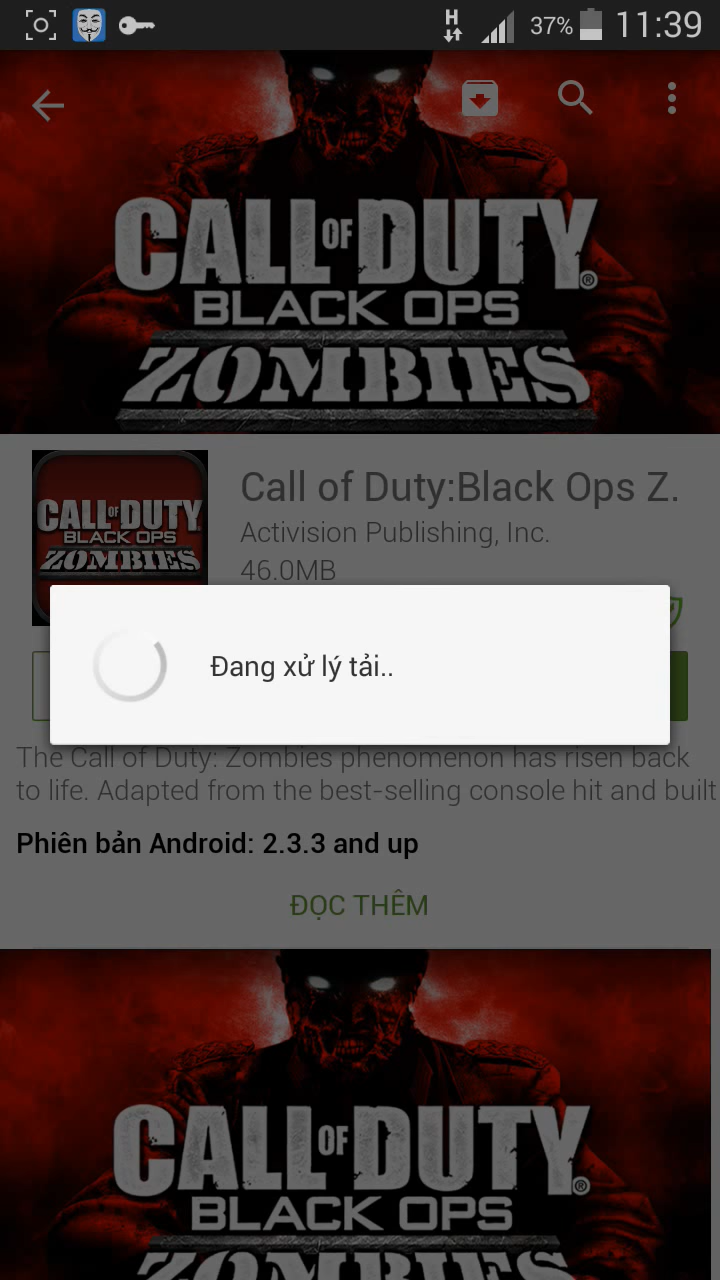 H
37%
11:39
CALL OF DUTY®
BLACK OPS
ZOMBIES
CALL OF DUTY
BLACK OPS
ZOMBIES
Call of Duty:Black Ops Z.
Activision Publishing, Inc.
46.0MB
Đang xử lý tải..
The Call of Duty: Zombies phenomenon has risen back
to life. Adapted from the best-selling console hit and built
Phiên bản Android: 2.3.3 and up
ĐỌC THÊM
CALL OF DUTY®
BLACK OPS
ZOMBIES